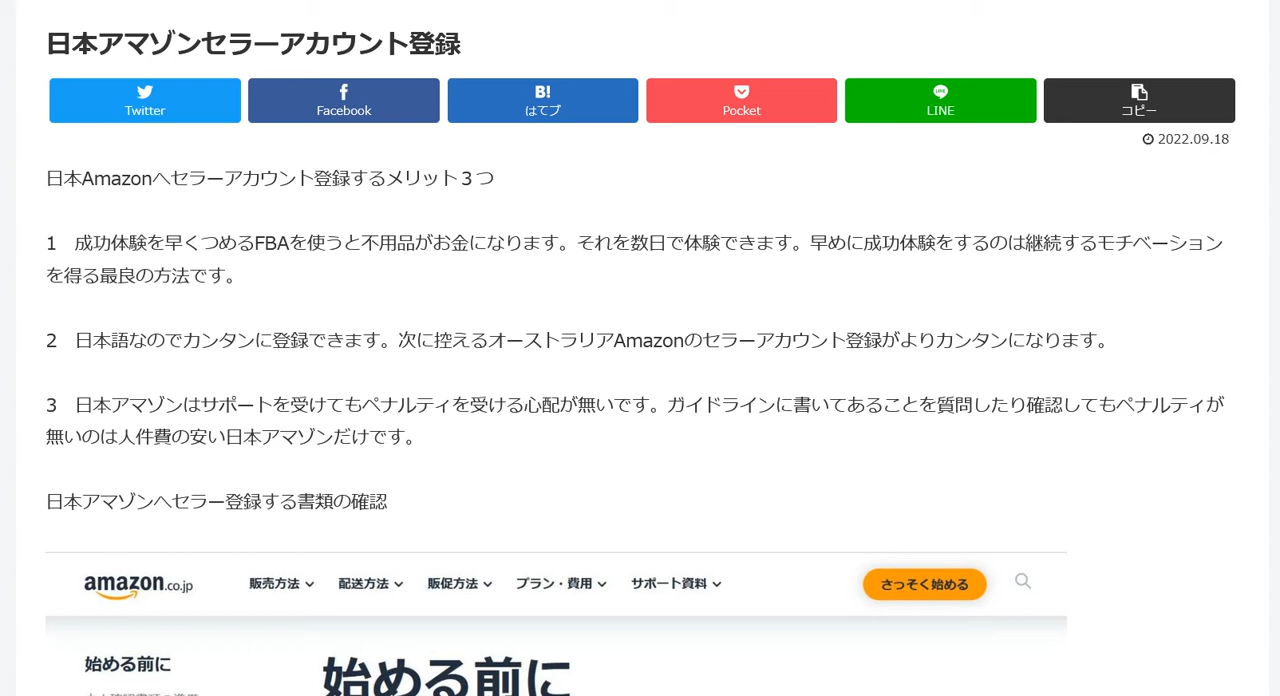 日本アマゾンセラーアカウント登録
Twitter
Facebook
B!
はてブ
Pocket
LINE
LINE
コピー
2022.09.18
日本Amazonへセラーアカウント登録するメリット３つ
1　成功体験を早くつめるFBAを使うと不用品がお金になります。それを数日で体験できます。早めに成功体験をするのは継続するモチベーション
を得る最良の方法です。
2　日本語なのでカンタンに登録できます。次に控えるオーストラリアAmazonのセラーアカウント登録がよりカンタンになります。
3　日本アマゾンはサポートを受けてもペナルティを受ける心配が無いです。ガイドラインに書いてあることを質問したり確認してもペナルティが
無いのは人件費の安い日本アマゾンだけです。
日本アマゾンへセラー登録する書類の確認
amazon.co.jp 販売方法 配送方法 販促方法 プラン・費用 サポート資料 さっそく始める
始める前に
始める前に